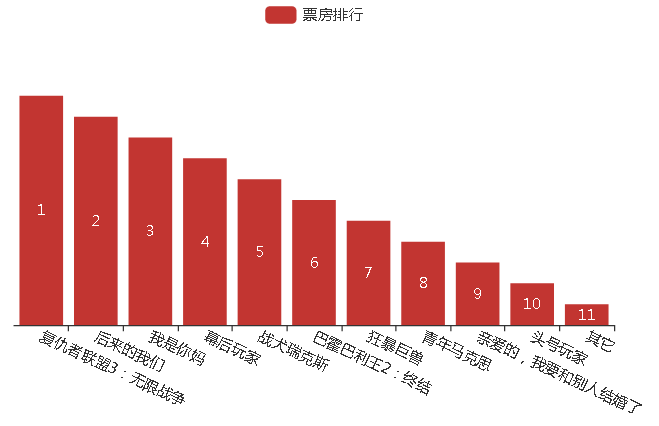 票房排行
1
2
3
4
5
6
7
8
9
10
11
复仇者联盟3：无限战争
后来的我们
我是你妈
幕后玩家
战犬瑞克斯
巴霍巴利王2：终结
狂暴巨兽
青年马克思
亲爱的，我要和别人结婚了
头号玩家
其它